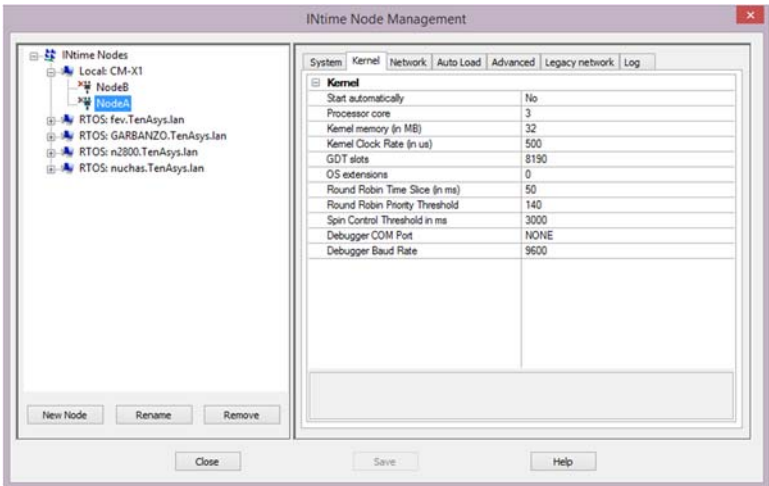 INtime Node Management
INtime Nodes
Local: CM-X1
NodeB
NodeA
RTOS: fev.TenAsys.lan
RTOS: GARBANZO.TenAsys.lan
RTOS: n2800.TenAsys.lan
RTOS: nuchas.TenAsys.lan
New Node Rename Remove
System Kernel Network Auto Load Advanced Legacy network Log
Kernel
Start automatically No
Processor core 3
Kernel memory (in MB) 32
Kernel Clock Rate (in us) 500
GDT slots 8190
OS extensions 0
Round Robin Time Slice (in ms) 50
Round Robin Priority Threshold 140
Spin Control Threshold in ms 3000
Debugger COM Port NONE
Debugger Baud Rate 9600
Close Save Help